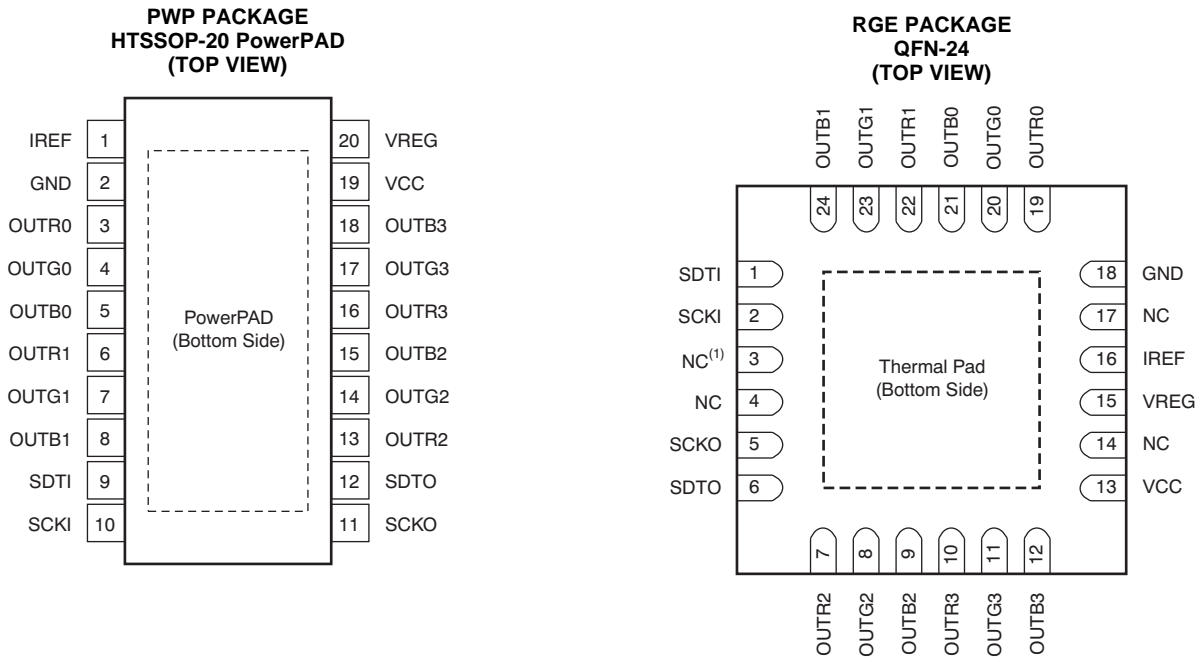 PWP PACKAGE
HTSSOP-20 PowerPAD
(TOP VIEW)
IREF 1
GND 2
OUTR0 3
OUTG0 4
OUTB0 5
OUTR1 6
OUTG1 7
OUTB1 8
SDTI 9
SCKI 10
PowerPAD
(Bottom Side)
20 VREG
19 VCC
18 OUTB3
17 OUTG3
16 OUTR3
15 OUTB2
14 OUTG2
13 OUTR2
12 SDTO
11 SCKO
RGE PACKAGE
QFN-24
(TOP VIEW)
OUTB1 OUTG1 OUTR1 OUTB0 OUTG0 OUTR0
24 23 22 21 20 19
SDTI 1
SCKI 2
NC(1) 3
NC 4
SCKO 5
SDTO 6
Thermal Pad
(Bottom Side)
18 GND
17 NC
16 IREF
15 VREG
14 NC
13 VCC
7 8 9 10 11 12
OUTR2 OUTG2 OUTB2 OUTR3 OUTG3 OUTB3